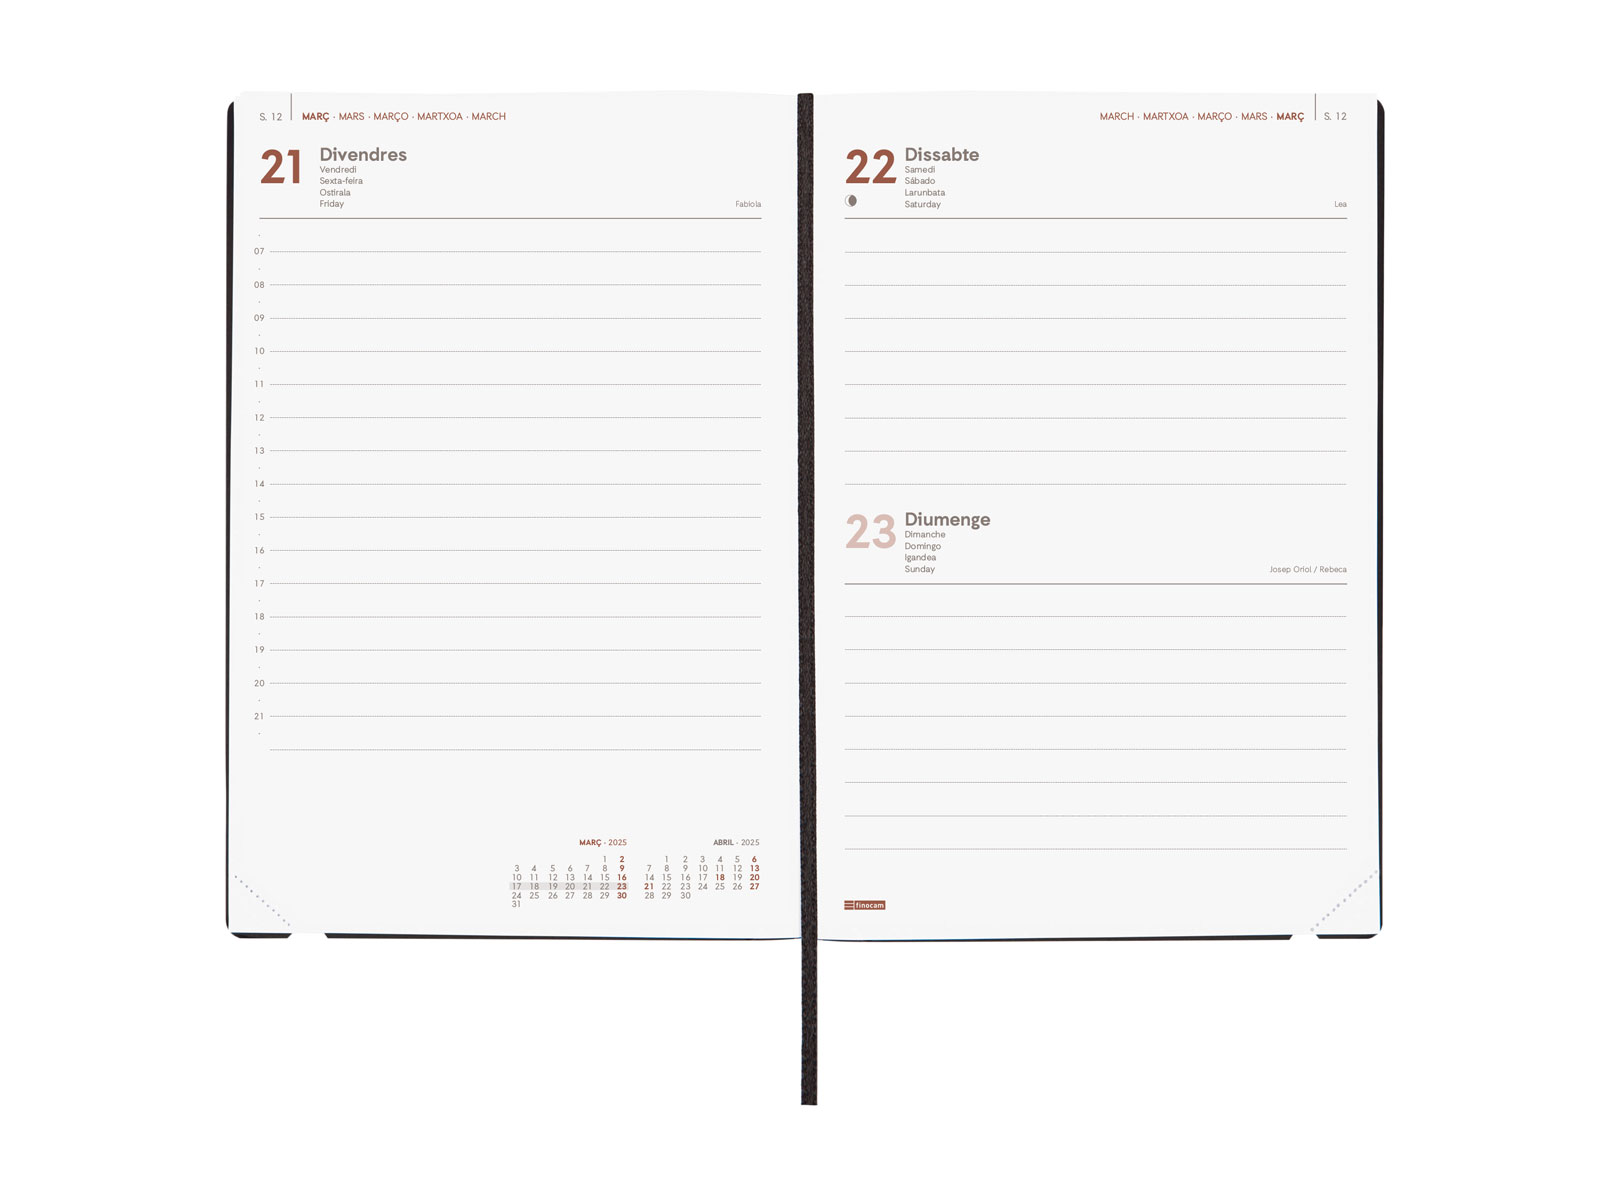 S. 12 MARÇ · MARS · MARÇO · MARTXOA · MARCH
21 Divendres
Vendredi
Sexta-feira
Ostirala
Friday
Fabiola
07
08
09
10
11
12
13
14
15
16
17
18
19
20
21
MARÇ · 2025
1 2
3 4 5 6 7 8 9
10 11 12 13 14 15 16
17 18 19 20 21 22 23
24 25 26 27 28 29 30
31
ABRIL · 2025
1 2 3 4 5 6
7 8 9 10 11 12 13
14 15 16 17 18 19 20
21 22 23 24 25 26 27
28 29 30
MARCH · MARTXOA · MARÇO · MARS · MARÇ S. 12
22 Dissabte
Samedi
Sábado
Larunbata
Saturday
Lea
23 Diumenge
Dimanche
Domingo
Igandea
Sunday
Josep Oriol / Rebeca
finocam